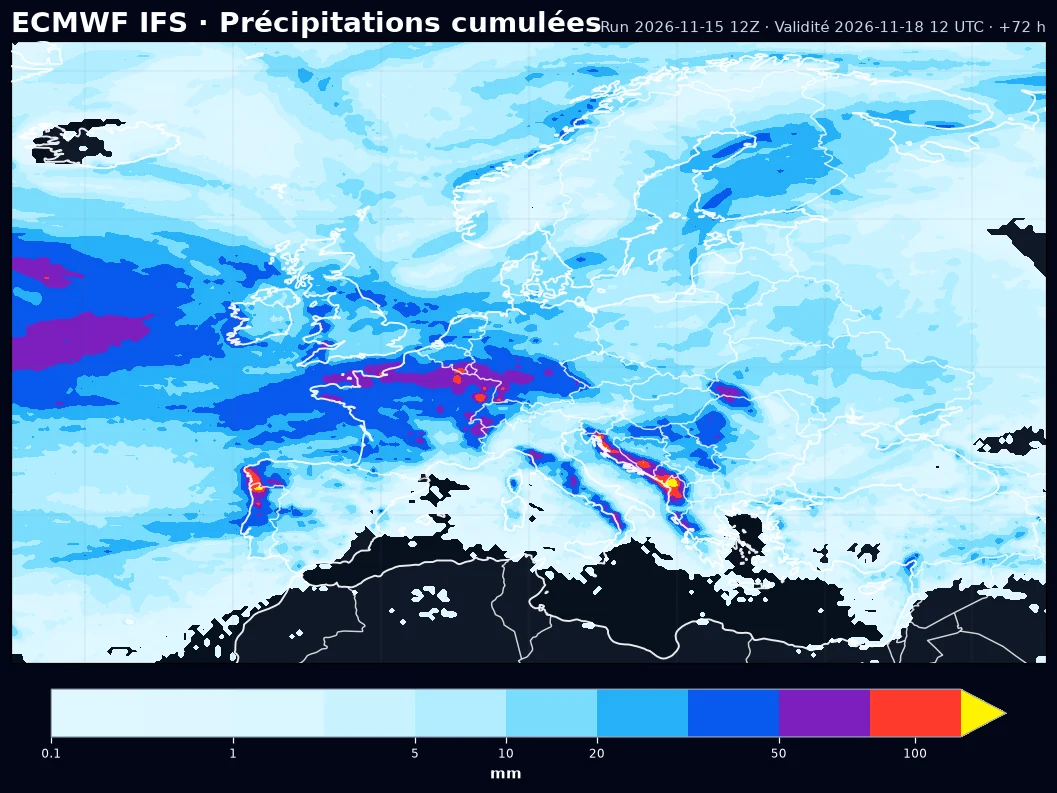 ECMWF IFS · Précipitations cumulées
Run 2026-11-15 12Z · Validité 2026-11-18 12 UTC · +72 h
0.1 1 5 10 20 50 100
mm